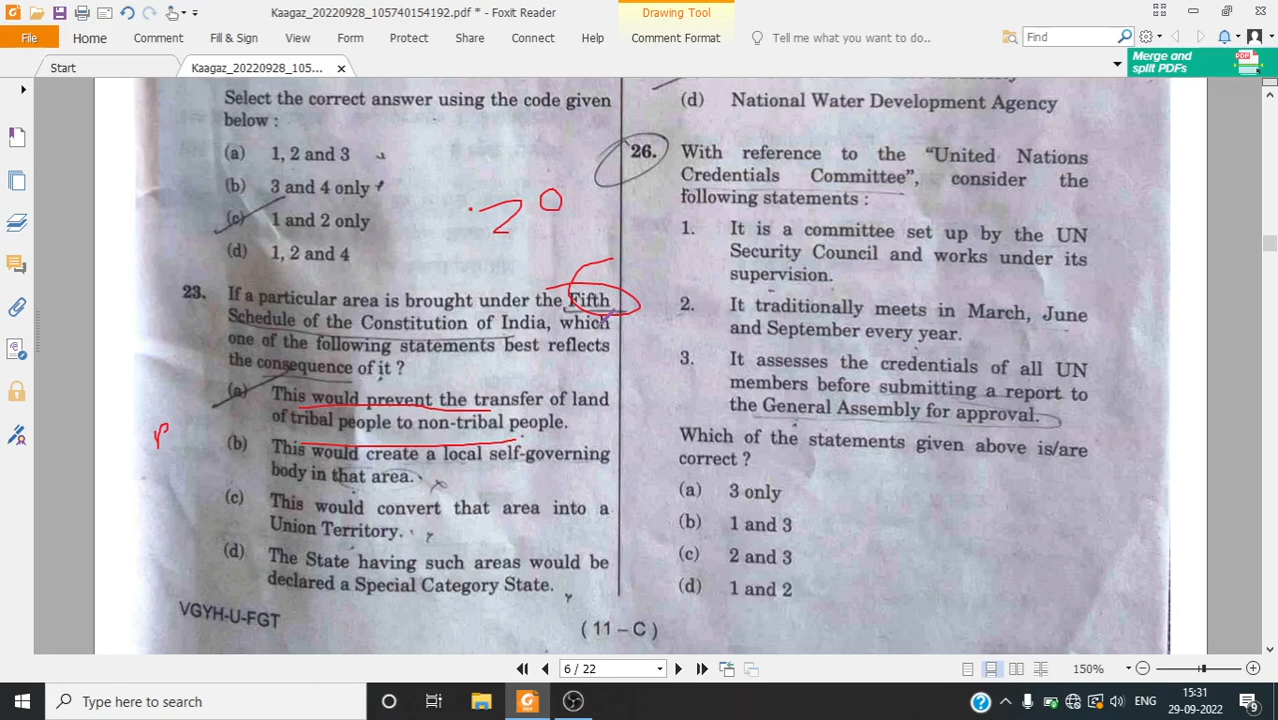 Kaagaz_20220928_105740154192.pdf * - Foxit Reader
Drawing Tool
File
Home
Comment
Fill & Sign
View
Form
Protect
Share
Connect
Help
Comment Format
Tell me what you want to do..
Find
Start
Kaagaz_20220928_105...
Merge and
split PDFs
Select the correct answer using the code given
below :
(a) 1, 2 and 3
(b) 3 and 4 only
(c) 1 and 2 only
(d) 1, 2 and 4
20
23. If a particular area is brought under the Fifth
Schedule of the Constitution of India, which
one of the following statements best reflects
the consequence of it ?
(a) This would prevent the transfer of land
of tribal people to non-tribal people.
(b) This would create a local self-governing
body in that area.
(c) This would convert that area into a
Union Territory.
(d) The State having such areas would be
declared a Special Category State.
VGYH-U-FGT
( 11 – C )
(d) National Water Development Agency
26. With reference to the “United Nations
Credentials Committee”, consider the
following statements :
1. It is a committee set up by the UN
Security Council and works under its
supervision.
2. It traditionally meets in March, June
and September every year.
3. It assesses the credentials of all UN
members before submitting a report to
the General Assembly for approval.
Which of the statements given above is/are
correct ?
(a) 3 only
(b) 1 and 3
(c) 2 and 3
(d) 1 and 2
6 / 22
150%
Type here to search
ENG
15:31
29-09-2022
9